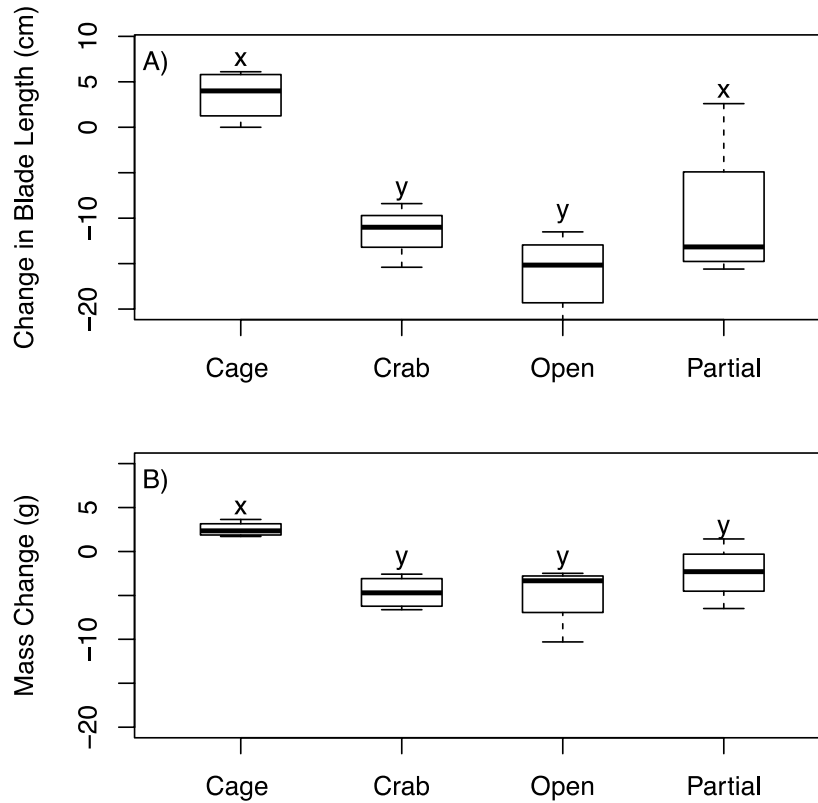 Change in Blade Length (cm)
10
5
0
−10
−20
A)
x
y
y
x
Cage Crab Open Partial
Mass Change (g)
5
0
−10
−20
B)
x
y
y
y
Cage Crab Open Partial